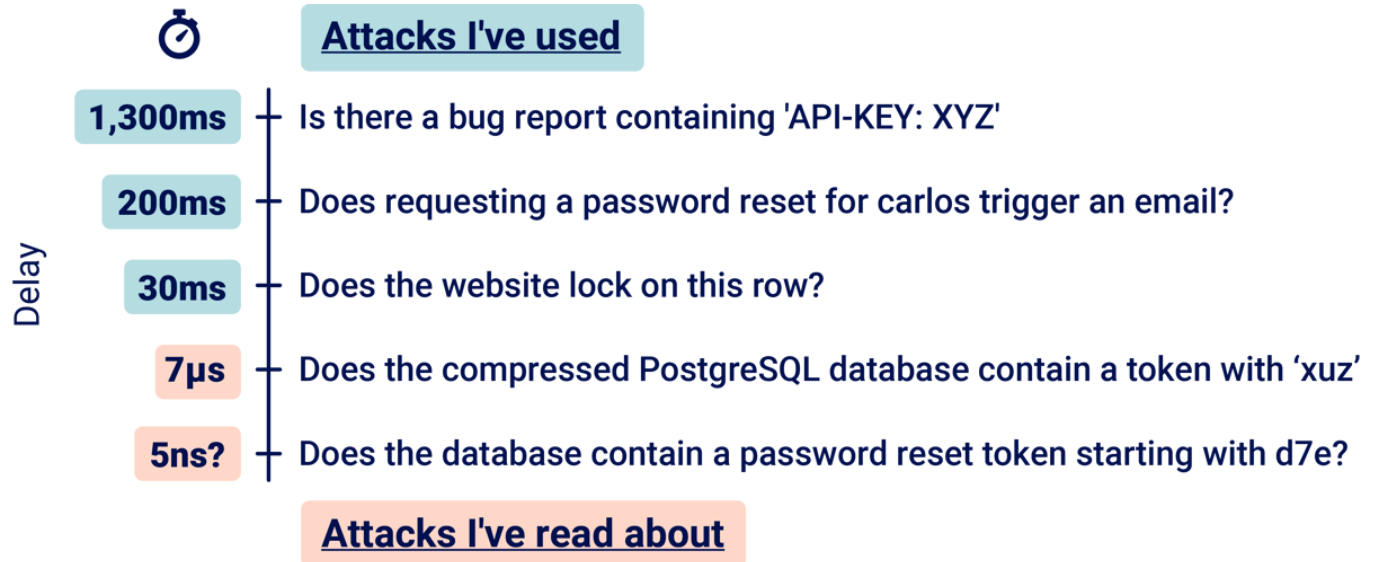 Attacks I've used
1,300ms Is there a bug report containing 'API-KEY: XYZ'
200ms Does requesting a password reset for carlos trigger an email?
30ms Does the website lock on this row?
Delay
7µs Does the compressed PostgreSQL database contain a token with ‘xuz’
5ns? Does the database contain a password reset token starting with d7e?
Attacks I've read about